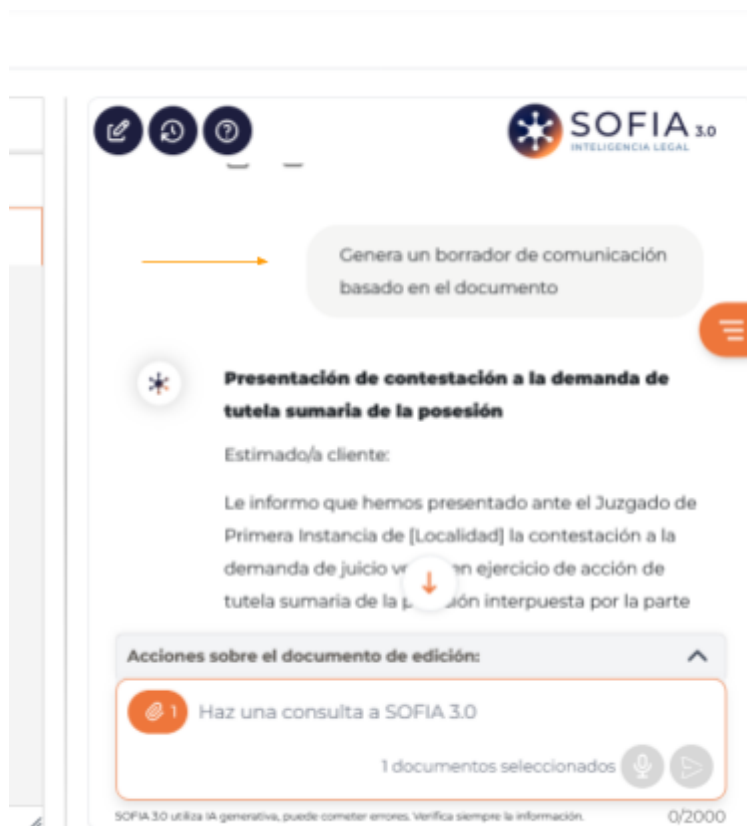 SOFIA 3.0
INTELIGENCIA LEGAL
Genera un borrador de comunicación
basado en el documento
Presentación de contestación a la demanda de
tutela sumaria de la posesión
Estimado/a cliente:
Le informo que hemos presentado ante el Juzgado de
Primera Instancia de [Localidad] la contestación a la
demanda de juicio en ejercicio de acción de
tutela sumaria de la interpuesta por la parte
Acciones sobre el documento de edición:
1 Haz una consulta a SOFIA 3.0
1 documentos seleccionados
SOFIA 3.0 utiliza IA generativa, puede cometer errores. Verifica siempre la información.
0/2000